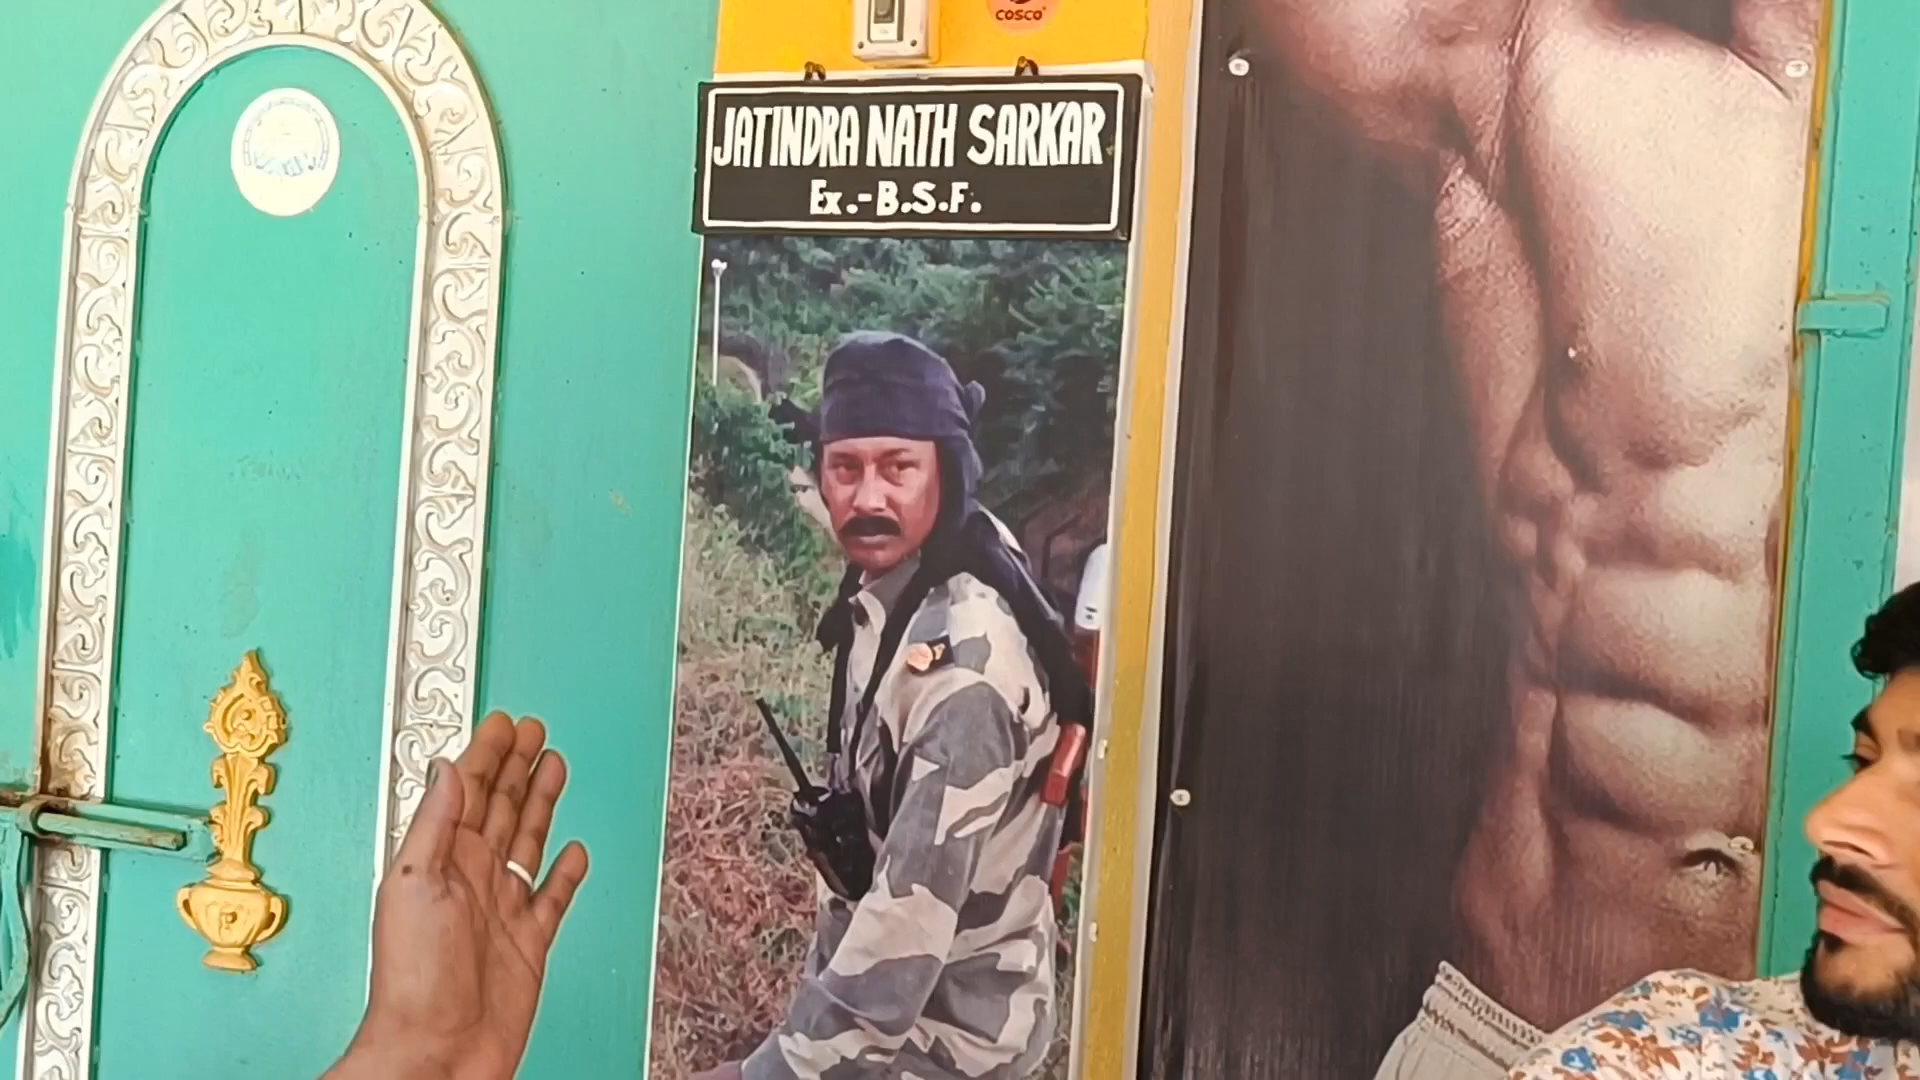 COSCO
JATINDRA NATH SARKAR
Ex.-B.S.F.